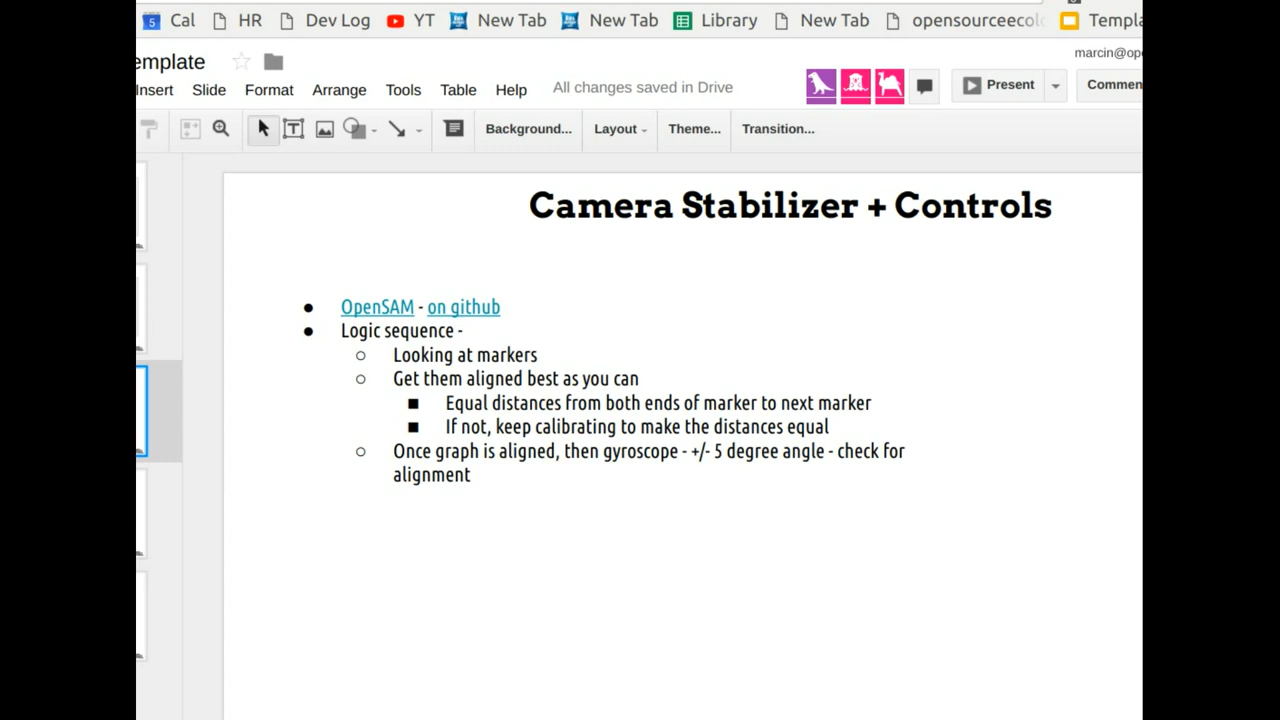 Cal HR Dev Log YT New Tab New Tab Library New Tab opensourceecol Templa
emplate
marcin@ope
nsert Slide Format Arrange Tools Table Help All changes saved in Drive Present Commen
Background... Layout Theme... Transition...
Camera Stabilizer + Controls
OpenSAM - on github
Logic sequence -
Looking at markers
Get them aligned best as you can
Equal distances from both ends of marker to next marker
If not, keep calibrating to make the distances equal
Once graph is aligned, then gyroscope - +/- 5 degree angle - check for
alignment